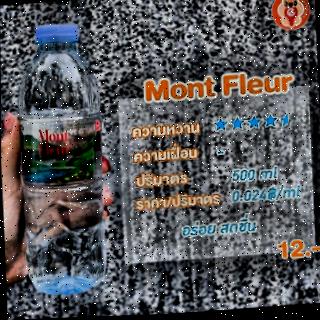 Mont Fleur
Mont
ความหวาน
ความเฝื่อน -
ปริมาตร 500 ml
ราคา/ปริมาตร 0.024฿/ml
อร่อย สดชื่น
12.-